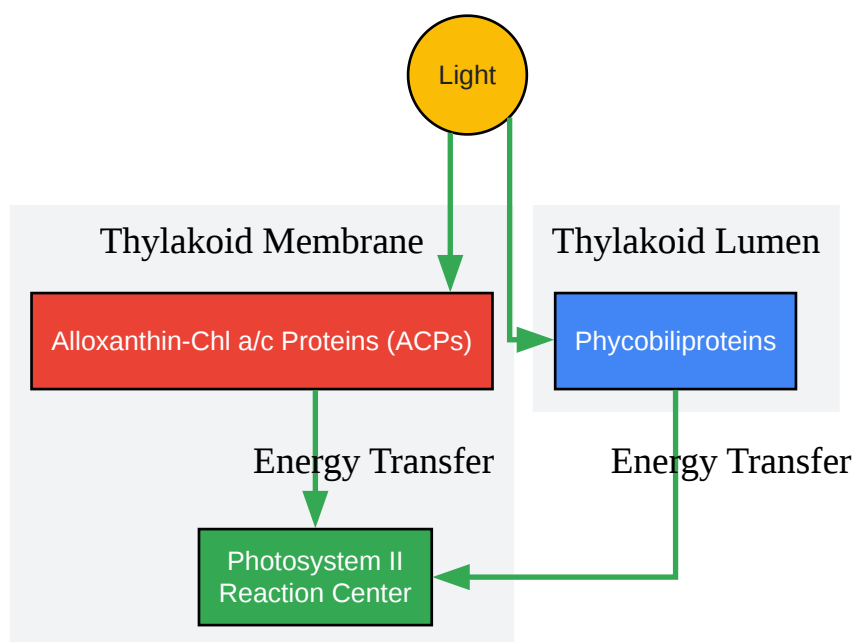 Light
Thylakoid Membrane
Thylakoid Lumen
Alloxanthin-Chl a/c Proteins (ACPs)
Phycobiliproteins
Energy Transfer
Energy Transfer
Photosystem II
Reaction Center